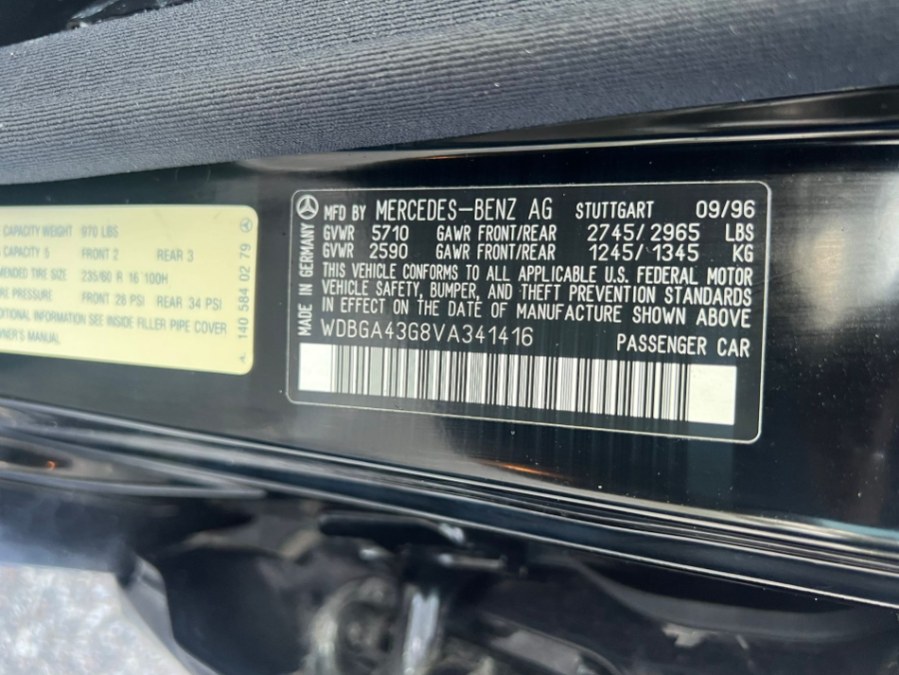 CAPACITY WEIGHT 970 LBS
CAPACITY 5 FRONT 2 REAR 3
TIRE SIZE 235/60 R 16 100H
PRESSURE FRONT 28 PSI REAR 34 PSI
INFORMATION SEE INSIDE FILLER PIPE COVER
140 584 02 79
MADE IN GERMANY
MFD BY MERCEDES-BENZ AG STUTTGART 09/96
GVWR 5710 GAWR FRONT/REAR 2745/2965 LBS
GVWR 2590 GAWR FRONT/REAR 1245/1345 KG
THIS VEHICLE CONFORMS TO ALL APPLICABLE U.S. FEDERAL MOTOR
VEHICLE SAFETY, BUMPER, AND THEFT PREVENTION STANDARDS
IN EFFECT ON THE DATE OF MANUFACTURE SHOWN ABOVE
WDBGA43G8VA341416 PASSENGER CAR